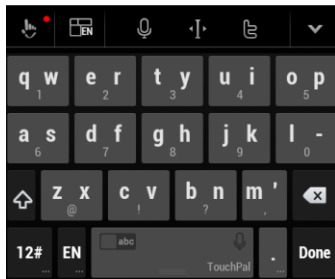 EN
q w e r t y u i o p
1 2 3 4 5
a s d f g h j k l -
6 7 8 9 0
z x c v b n m '
@ ! ? ,
12# EN abc . Done
... ... TouchPal ...